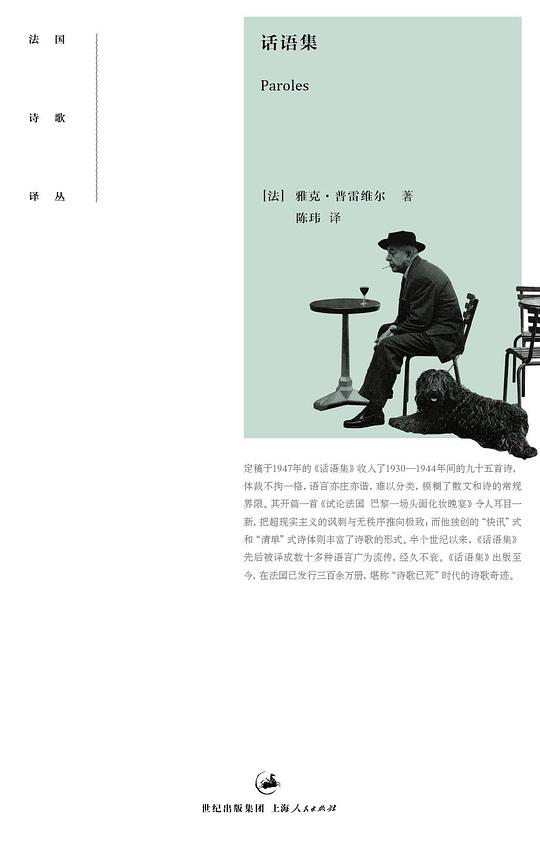 法 国
诗 歌
译 丛
话语集
Paroles
[法] 雅克·普雷维尔 著
陈玮 译
定稿于1947年的《话语集》收入了1930—1944年间的九十五首诗,
体裁不拘一格, 语言亦庄亦谐, 难以分类, 模糊了散文和诗的常规
界限。其开篇一首《试论法国 巴黎一场头面化妆晚宴》令人耳目一
新, 把超现实主义的讽刺与无秩序推向极致; 而他独创的“快讯”式
和“清单”式诗体则丰富了诗歌的形式。半个世纪以来, 《话语集》
先后被译成数十多种语言广为流传, 经久不衰。《话语集》出版至
今, 在法国已发行三百余万册, 堪称“诗歌已死”时代的诗歌奇迹。
世纪出版集团 上海人民出版社